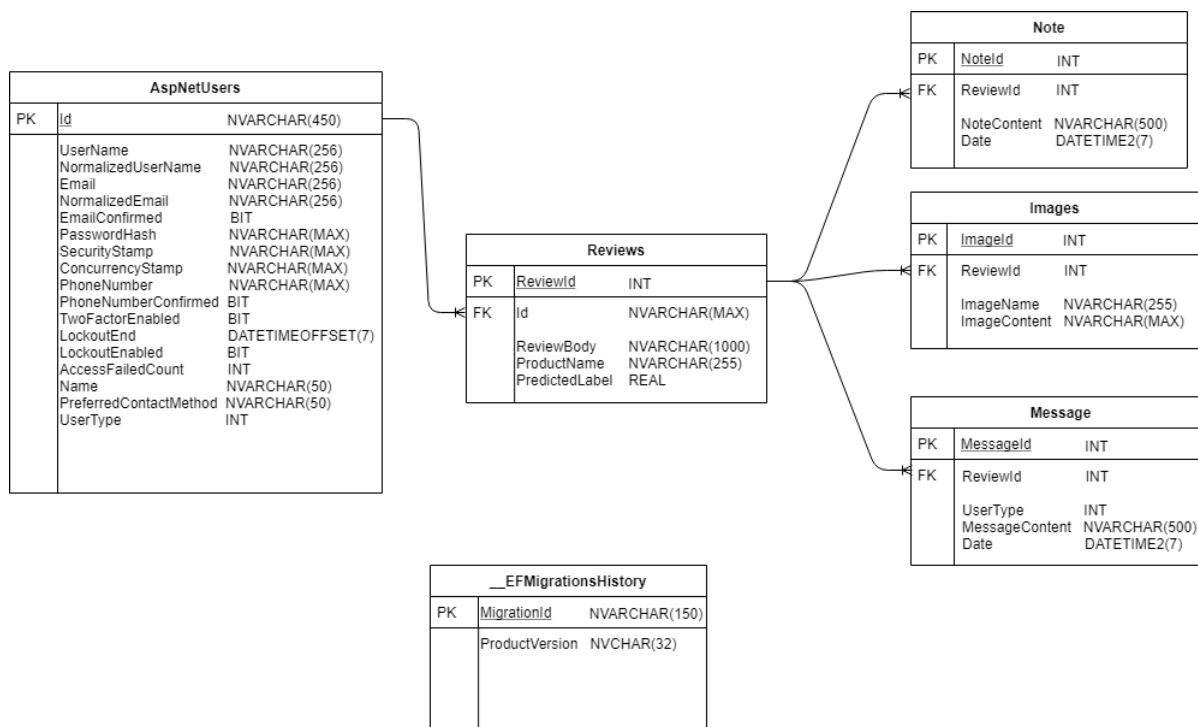 AspNetUsers
PK Id NVARCHAR(450)
UserName NVARCHAR(256)
NormalizedUserName NVARCHAR(256)
Email NVARCHAR(256)
NormalizedEmail NVARCHAR(256)
EmailConfirmed BIT
PasswordHash NVARCHAR(MAX)
SecurityStamp NVARCHAR(MAX)
ConcurrencyStamp NVARCHAR(MAX)
PhoneNumber NVARCHAR(MAX)
PhoneNumberConfirmed BIT
TwoFactorEnabled BIT
LockoutEnd DATETIMEOFFSET(7)
LockoutEnabled BIT
AccessFailedCount INT
Name NVARCHAR(50)
PreferredContactMethod NVARCHAR(50)
UserType INT
Reviews
PK ReviewId INT
FK Id NVARCHAR(MAX)
ReviewBody NVARCHAR(1000)
ProductName NVARCHAR(255)
PredictedLabel REAL
Note
PK NoteId INT
FK ReviewId INT
NoteContent NVARCHAR(500)
Date DATETIME2(7)
Images
PK ImageId INT
FK ReviewId INT
ImageName NVARCHAR(255)
ImageContent NVARCHAR(MAX)
Message
PK MessageId INT
FK ReviewId INT
UserType INT
MessageContent NVARCHAR(500)
Date DATETIME2(7)
__EFMigrationsHistory
PK MigrationId NVARCHAR(150)
ProductVersion NVCHAR(32)